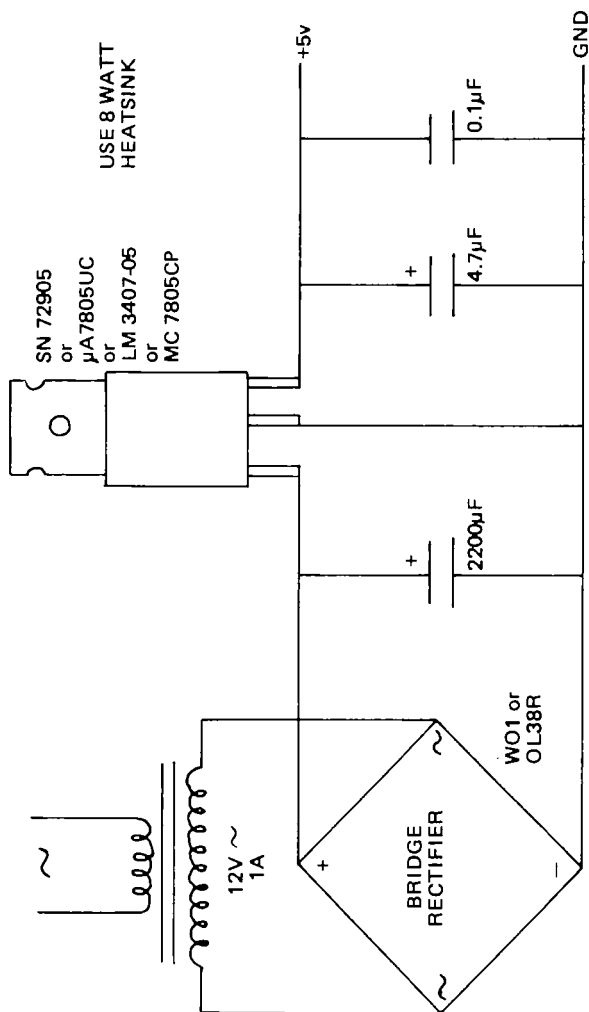 SN 72905
or
µA7805UC
or
LM 3407-05
or
MC 7805CP
USE 8 WATT
HEATSINK
+5v
~
12V ~
1A
+
2200µF
+
4.7µF
0.1µF
+
~
BRIDGE
RECTIFIER
~
−
WO1 or
OL38R
GND